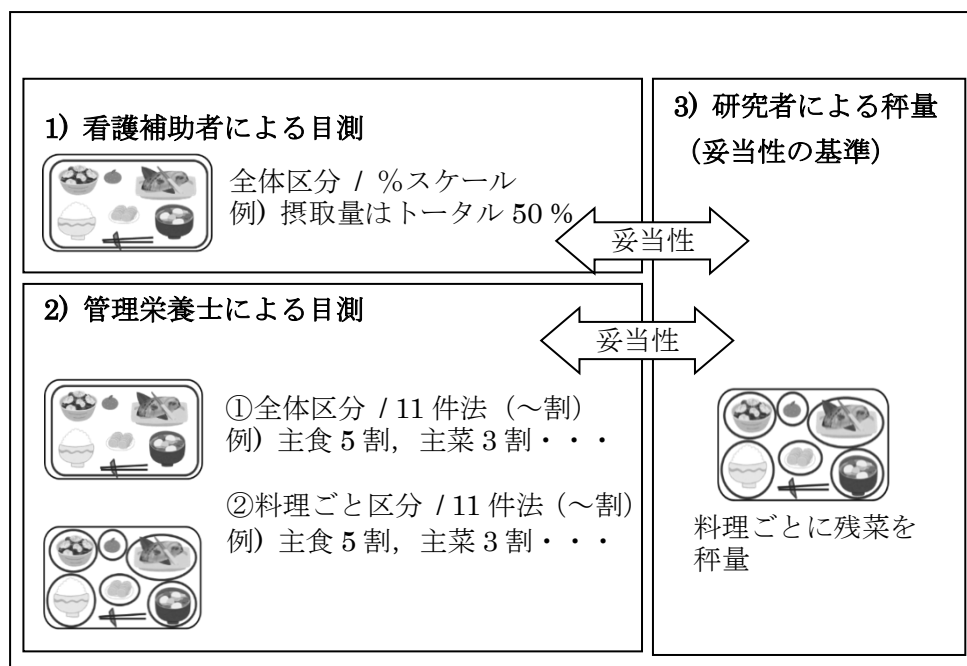 1) 看護補助者による目測
全体区分 / %スケール
例) 摂取量はトータル 50 %
妥当性
2) 管理栄養士による目測
妥当性
①全体区分 / 11 件法（～割）
例) 主食 5 割，主菜 3 割・・・
②料理ごと区分 / 11 件法（～割）
例) 主食 5 割，主菜 3 割・・・
3) 研究者による秤量
（妥当性の基準）
料理ごとに残菜を
秤量